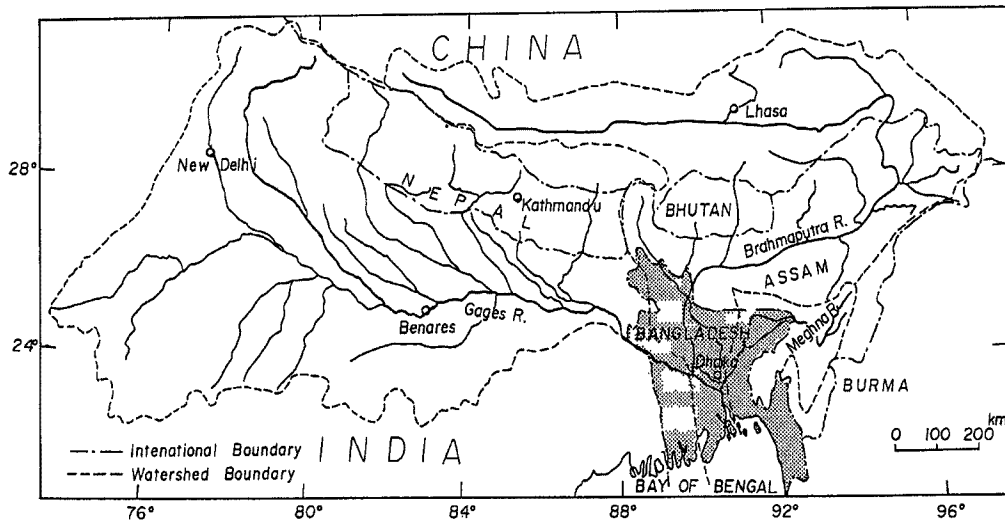 CHINA
Lhasa
28°
New Delhi
NEPAL
Kathmandu
BHUTAN
Brahmaputra R.
ASSAM
Benares
Gages R.
BANGLADESH
Meghna R.
24°
Dhaka
BURMA
km
0 100 200
INDIA
Intenational Boundary
Watershed Boundary
BAY OF BENGAL
76° 80° 84° 88° 92° 96°